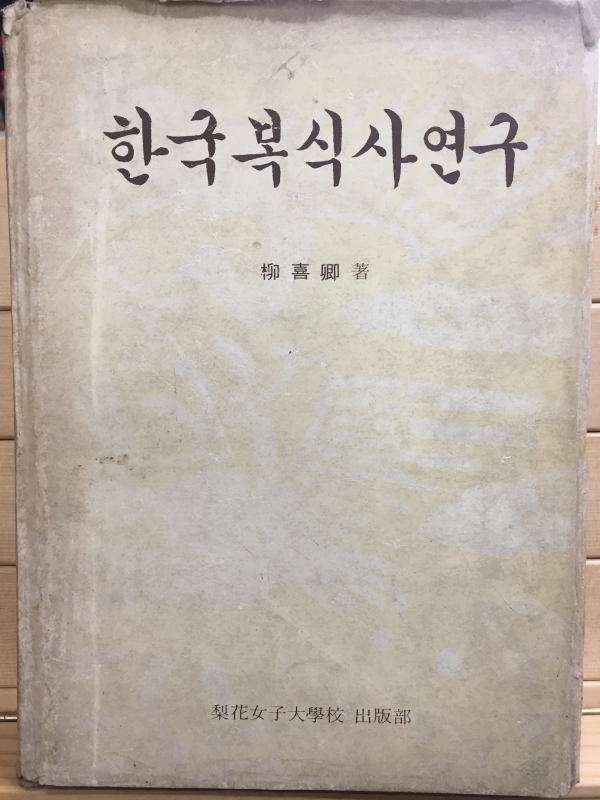 한국복식사연구
柳喜卿 著
梨花女子大學校 出版部